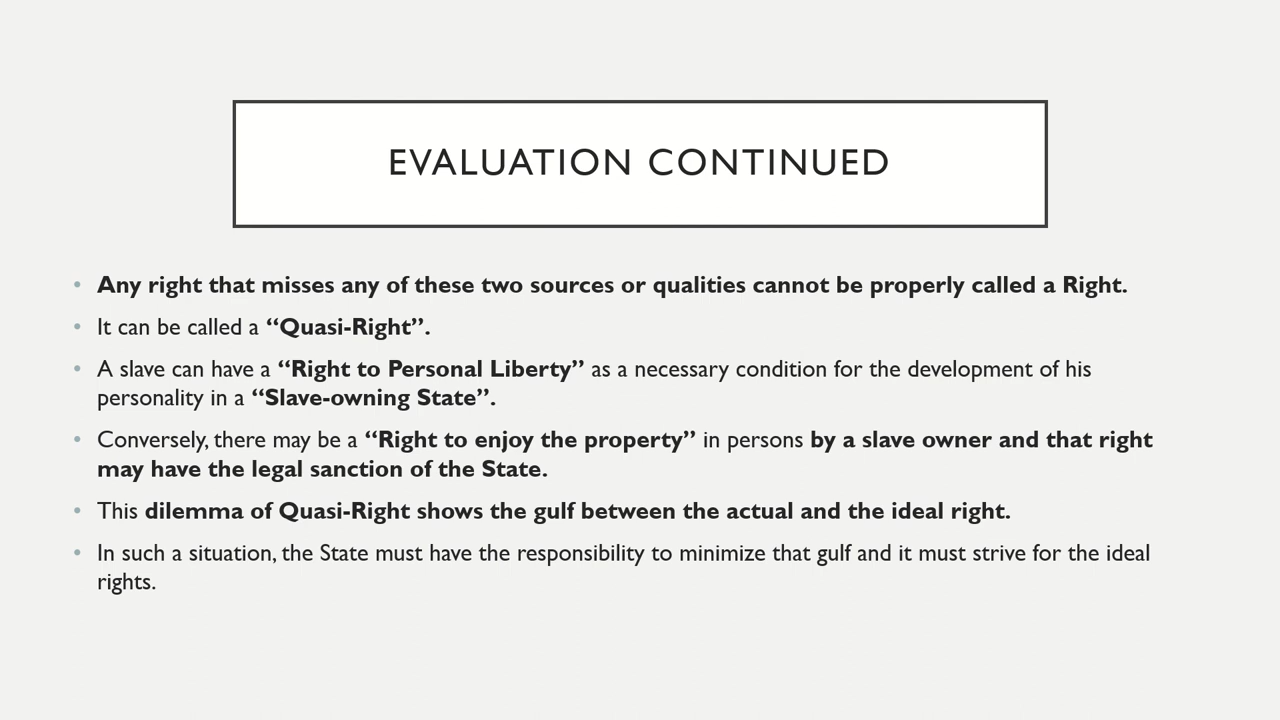 EVALUATION CONTINUED
• Any right that misses any of these two sources or qualities cannot be properly called a Right.
• It can be called a “Quasi-Right”.
• A slave can have a “Right to Personal Liberty” as a necessary condition for the development of his
personality in a “Slave-owning State”.
• Conversely, there may be a “Right to enjoy the property” in persons by a slave owner and that right
may have the legal sanction of the State.
• This dilemma of Quasi-Right shows the gulf between the actual and the ideal right.
• In such a situation, the State must have the responsibility to minimize that gulf and it must strive for the ideal
rights.